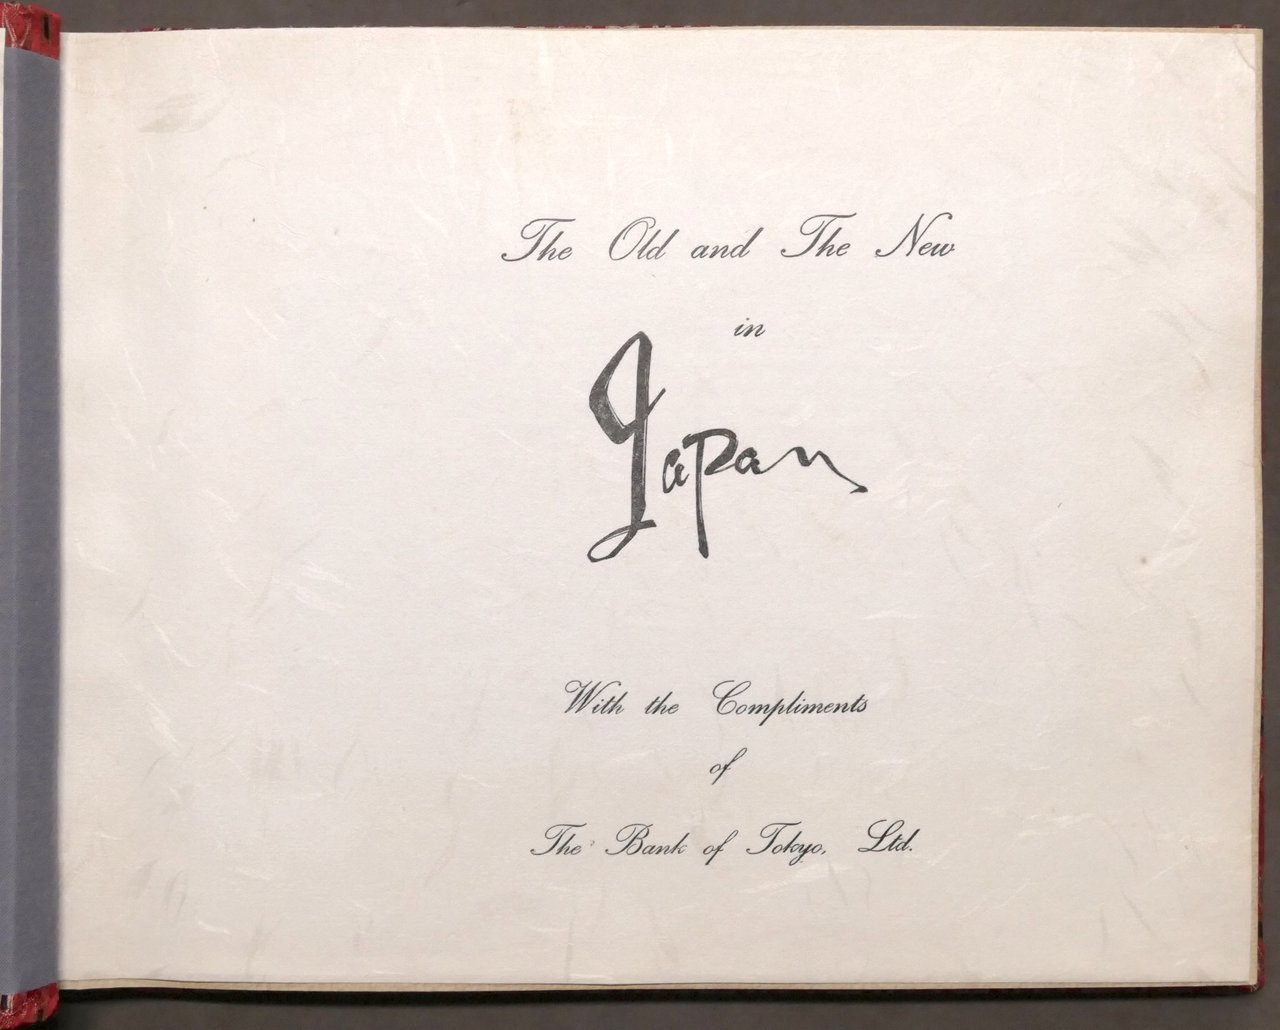 The Old and The New
in
Japan
With the Compliments
of
The Bank of Tokyo, Ltd.